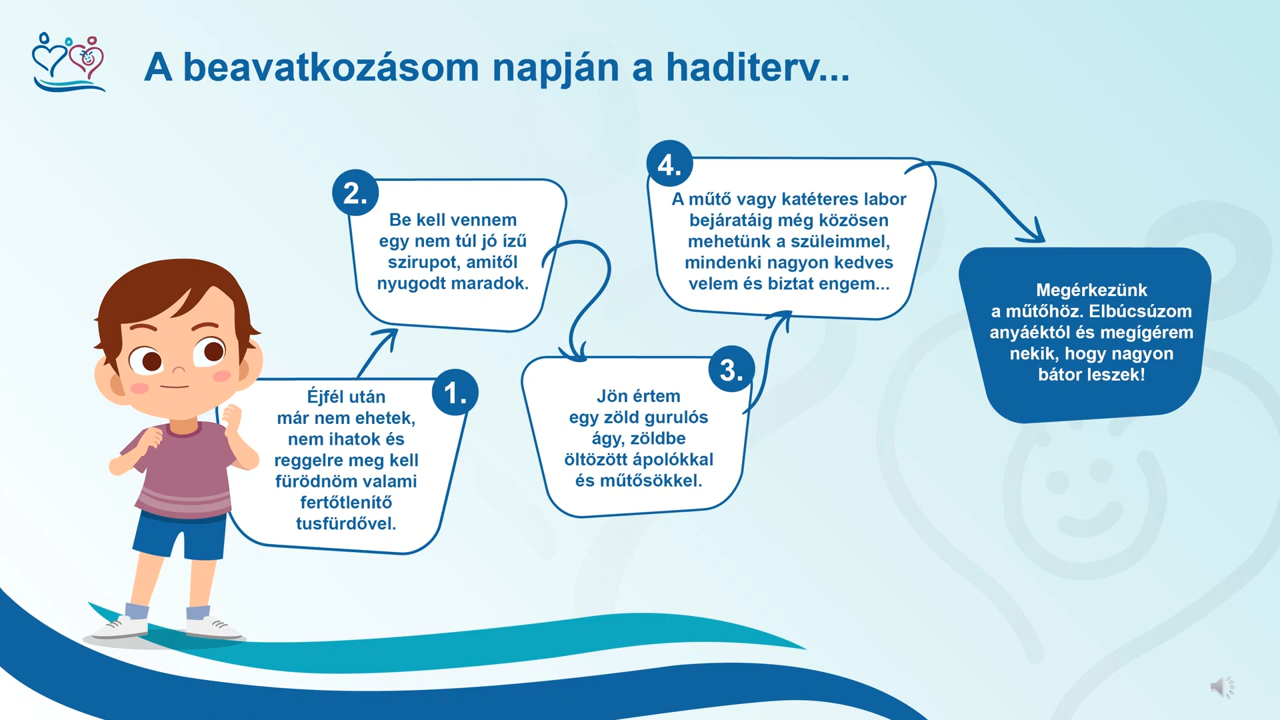 A beavatkozásom napján a haditerv...
1.
Éjfél után
már nem ehetek,
nem ihatok és
reggelre meg kell
fürödnöm valami
fertőtlenítő
tusfürdővel.
2.
Be kell vennem
egy nem túl jó ízű
szirupot, amitől
nyugodt maradok.
3.
Jön értem
egy zöld gurulós
ágy, zöldbe
öltözött ápolókkal
és műtősökkel.
4.
A műtő vagy katéteres labor
bejáratáig még közösen
mehetünk a szüleimmel,
mindenki nagyon kedves
velem és biztat engem...
Megérkezünk
a műtőhöz. Elbúcsúzom
anyáéktól és megígérem
nekik, hogy nagyon
bátor leszek!